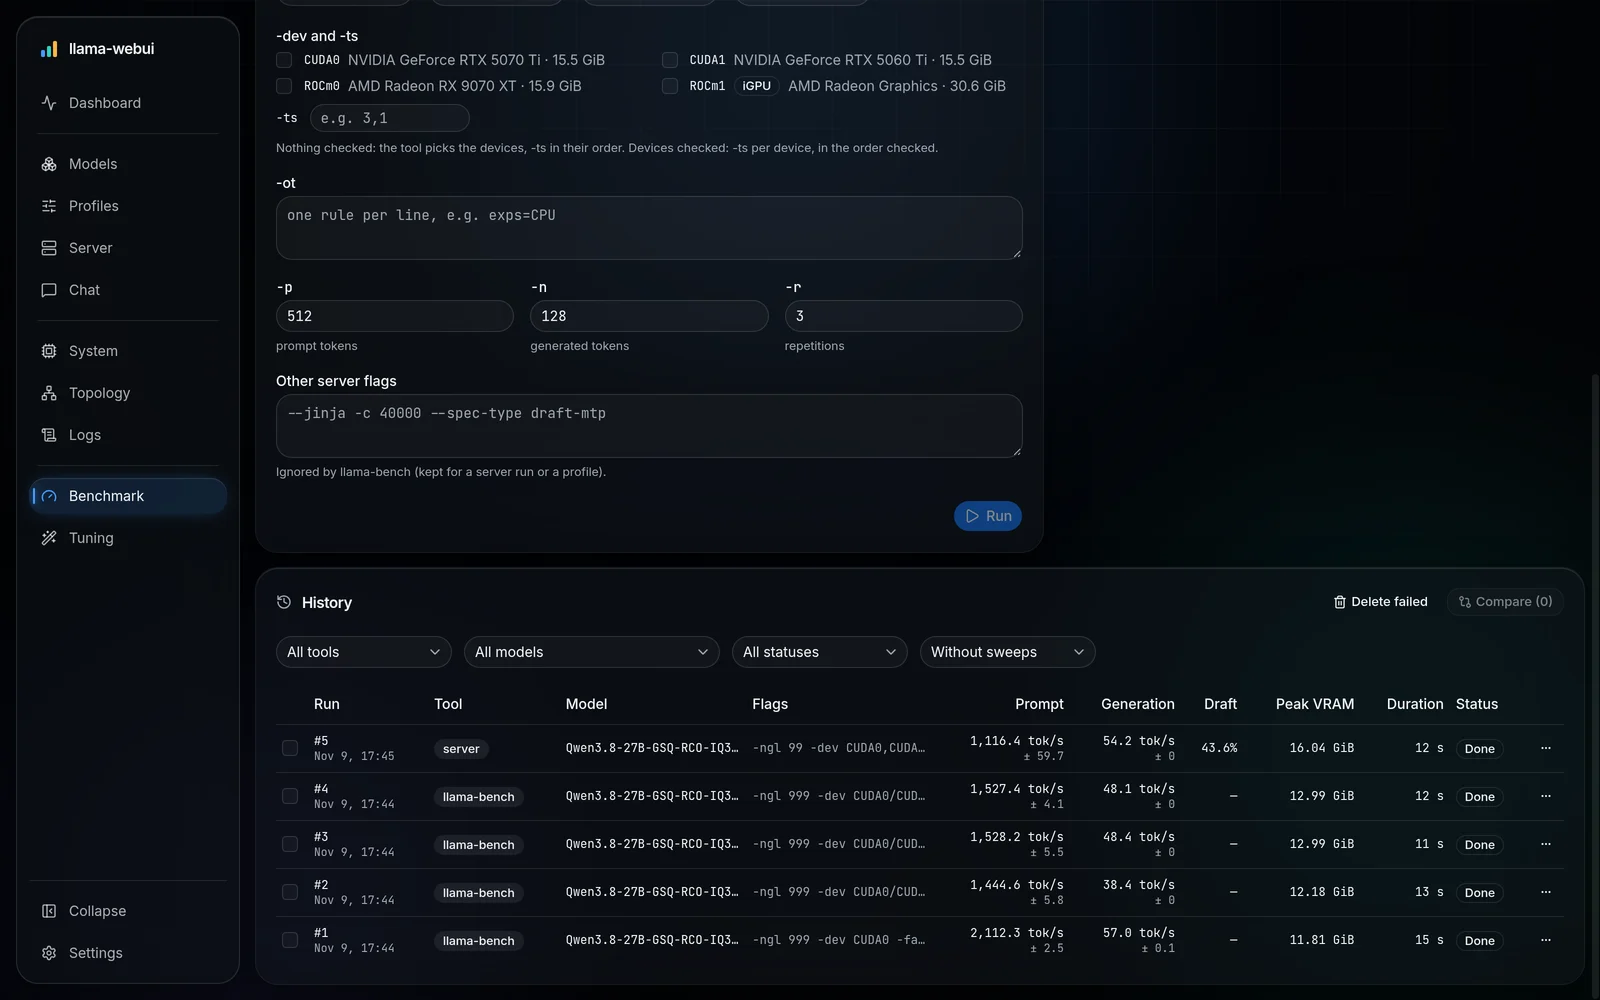 llama-webui
Dashboard
Models
Profiles
Server
Chat
System
Topology
Logs
Benchmark
Tuning
Collapse
Settings
-dev and -ts
CUDA0 NVIDIA GeForce RTX 5070 Ti · 15.5 GiB
CUDA1 NVIDIA GeForce RTX 5060 Ti · 15.5 GiB
ROCm0 AMD Radeon RX 9070 XT · 15.9 GiB
ROCm1 iGPU AMD Radeon Graphics · 30.6 GiB
-ts e.g. 3,1
Nothing checked: the tool picks the devices, -ts in their order. Devices checked: -ts per device, in the order checked.
-ot
one rule per line, e.g. exps=CPU
-p -n -r
512 128 3
prompt tokens generated tokens repetitions
Other server flags
--jinja -c 40000 --spec-type draft-mtp
Ignored by llama-bench (kept for a server run or a profile).
Run
History Delete failed Compare (0)
All tools All models All statuses Without sweeps
Run Tool Model Flags Prompt Generation Draft Peak VRAM Duration Status
#5 server Qwen3.8-27B-GSQ-RCO-IQ3… -ngl 99 -dev CUDA0,CUDA… 1,116.4 tok/s 54.2 tok/s 43.6% 16.04 GiB 12 s Done ···
Nov 9, 17:45 ± 59.7 ± 0
#4 llama-bench Qwen3.8-27B-GSQ-RCO-IQ3… -ngl 999 -dev CUDA0/CUD… 1,527.4 tok/s 48.1 tok/s — 12.99 GiB 12 s Done ···
Nov 9, 17:44 ± 4.1 ± 0
#3 llama-bench Qwen3.8-27B-GSQ-RCO-IQ3… -ngl 999 -dev CUDA0/CUD… 1,528.2 tok/s 48.4 tok/s — 12.99 GiB 11 s Done ···
Nov 9, 17:44 ± 5.5 ± 0
#2 llama-bench Qwen3.8-27B-GSQ-RCO-IQ3… -ngl 999 -dev CUDA0/CUD… 1,444.6 tok/s 38.4 tok/s — 12.18 GiB 13 s Done ···
Nov 9, 17:44 ± 5.8 ± 0
#1 llama-bench Qwen3.8-27B-GSQ-RCO-IQ3… -ngl 999 -dev CUDA0 -fa… 2,112.3 tok/s 57.0 tok/s — 11.81 GiB 15 s Done ···
Nov 9, 17:44 ± 2.5 ± 0.1